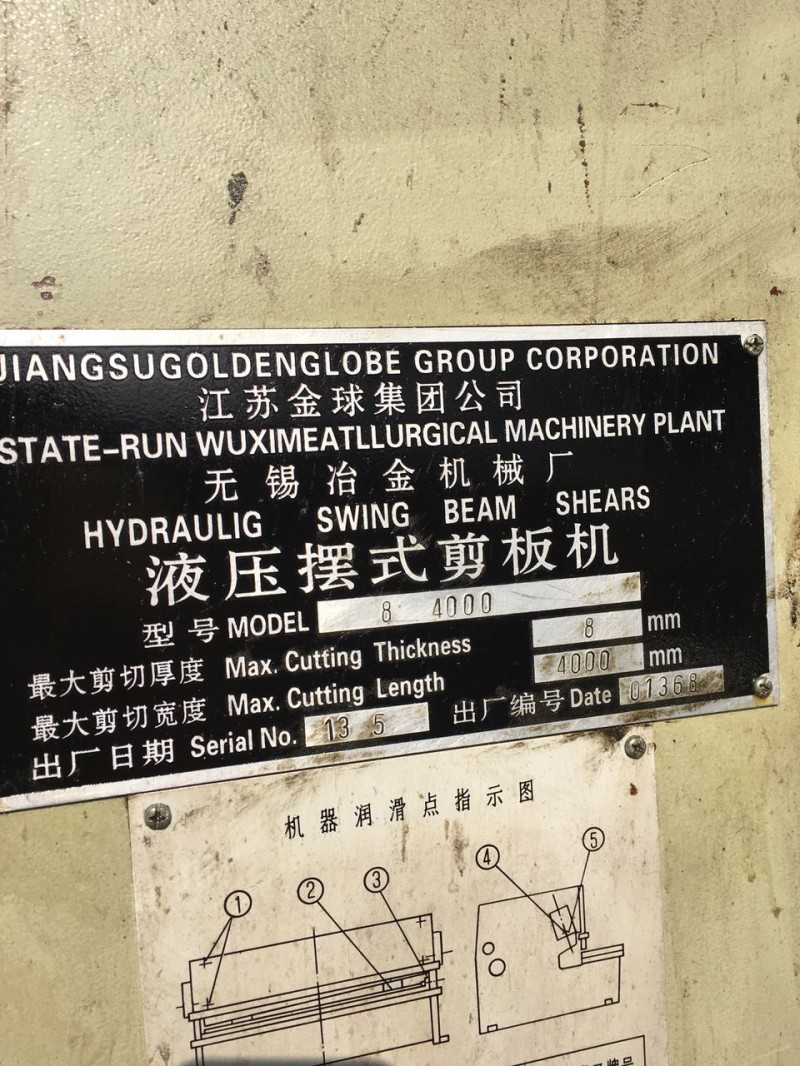 JIANGSUGOLDENGLOBE GROUP CORPORATION
江苏金球集团公司
STATE-RUN WUXIMEATLLURGICAL MACHINERY PLANT
无锡冶金机械厂
HYDRAULIG SWING BEAM SHEARS
液压摆式剪板机
型号 MODEL 8 4000
最大剪切厚度 Max. Cutting Thickness 8 mm
最大剪切宽度 Max. Cutting Length 4000 mm
出厂日期 Serial No. 13 5 出厂编号 Date 01368
机器润滑点指示图
① ② ③ ④ ⑤
牌号